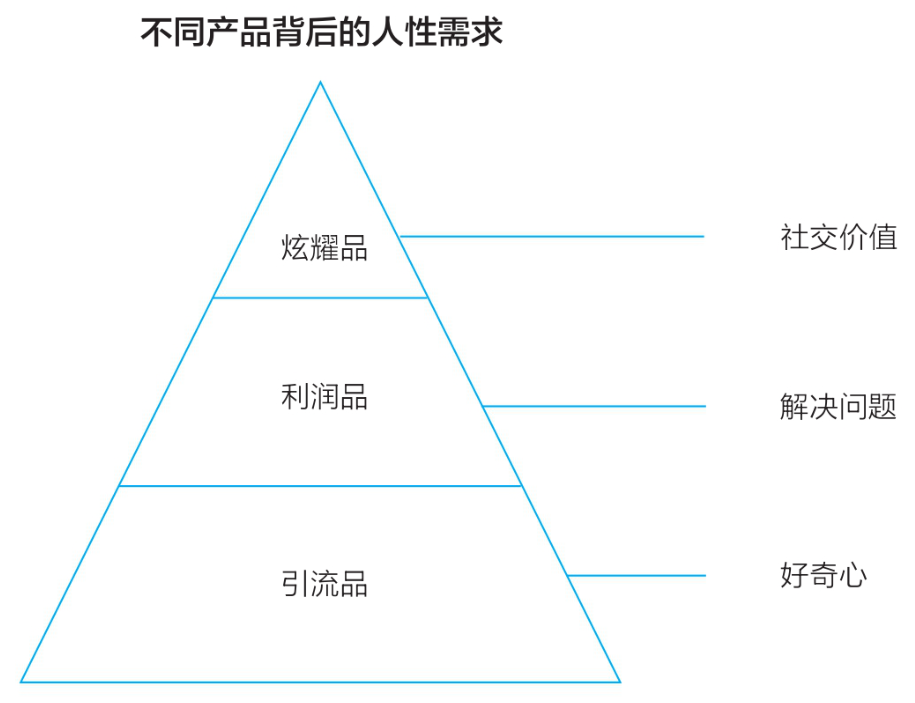 不同产品背后的人性需求
炫耀品
社交价值
利润品
解决问题
引流品
好奇心